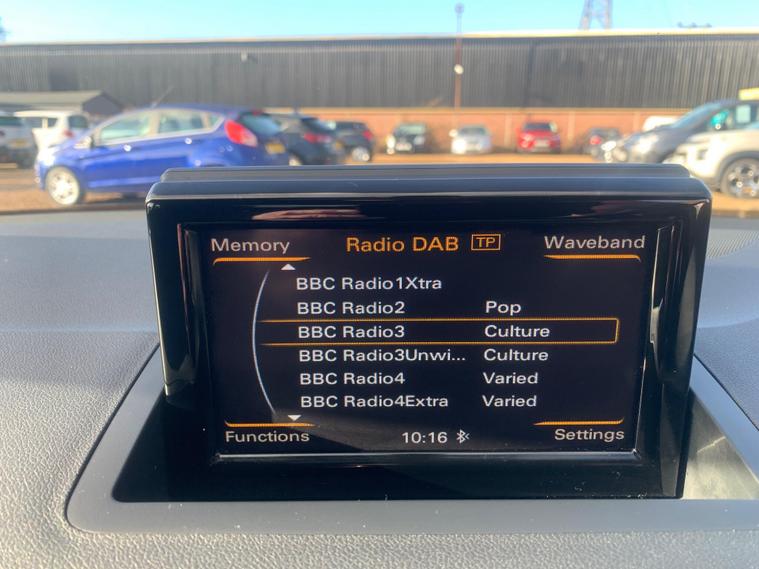 Memory Radio DAB TP Waveband
BBC Radio1Xtra
BBC Radio2 Pop
BBC Radio3 Culture
BBC Radio3Unwi... Culture
BBC Radio4 Varied
BBC Radio4Extra Varied
Functions 10:16 Settings